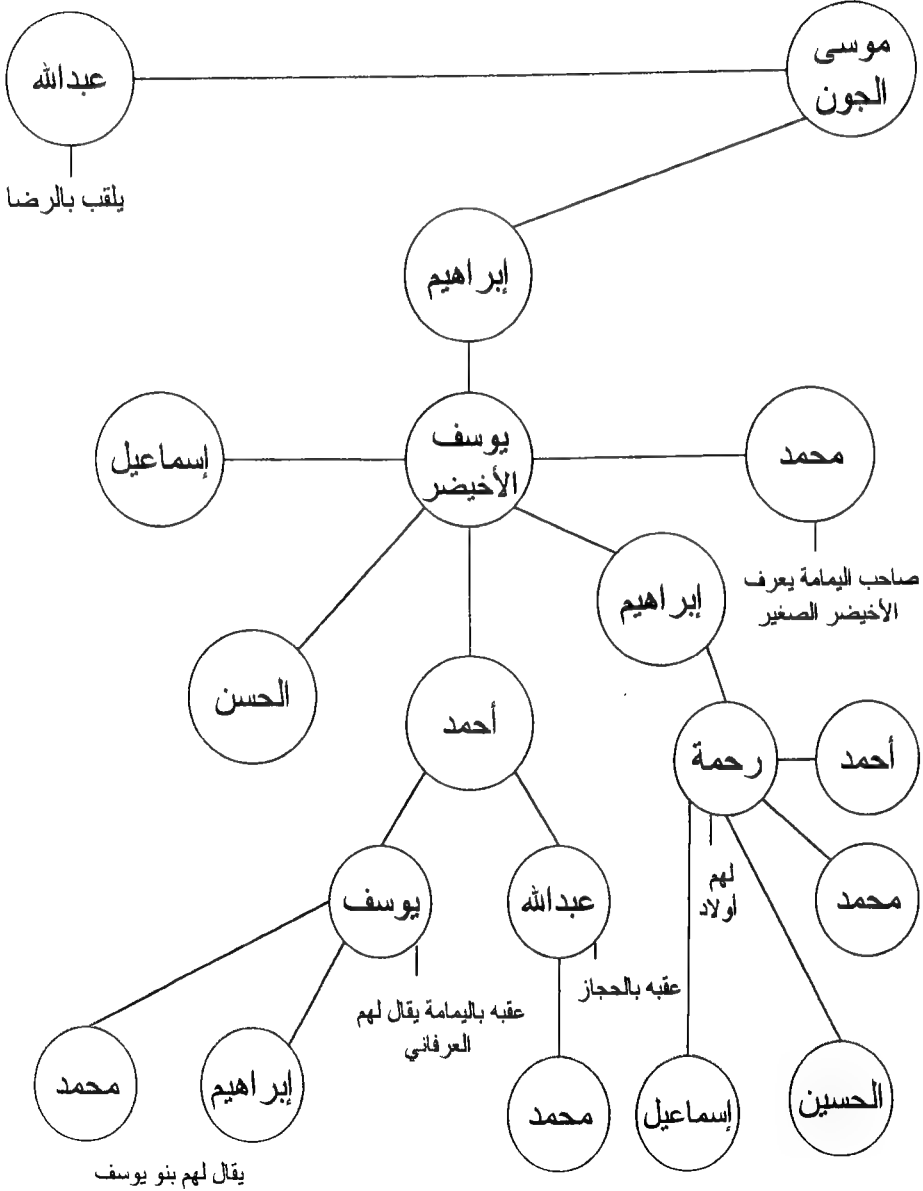 موسى
الجون
عبدالله
يلقب بالرضا
إبراهيم
يوسف
الأخيضر
محمد
إسماعيل
صاحب اليمامة يعرف
الأخيضر الصغير
إبراهيم
الحسن
أحمد
رحمة
أحمد
لهم
أولاد
محمد
عبدالله
يوسف
عقبه بالحجاز
عقبه باليمامة يقال لهم
العرفاني
الحسين
إسماعيل
محمد
إبراهيم
محمد
يقال لهم بنو يوسف